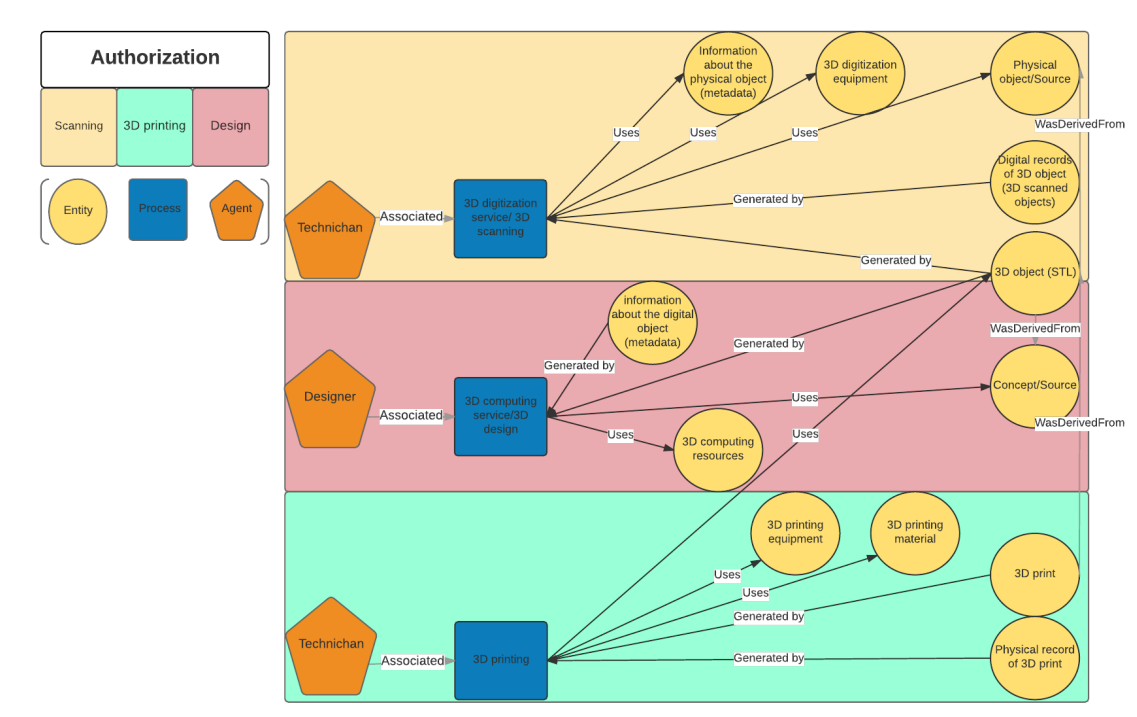 Authorization
Scanning
3D printing
Design
Entity
Process
Agent
Information
about the
physical object
(metadata)
3D digitization
equipment
Physical
object/Source
WasDerivedFrom
Uses
Uses
Uses
Digital records
of 3D object
(3D scanned
objects)
Generated by
Technichan
Associated
3D digitization
service/ 3D
scanning
Generated by
3D object (STL)
information
about the digital
object
(metadata)
WasDerivedFrom
Generated by
Generated by
Concept/Source
Designer
Associated
3D computing
service/3D
design
Uses
WasDerivedFrom
Uses
Uses
3D computing
resources
3D printing
equipment
3D printing
material
Uses
Uses
3D print
Generated by
Technichan
Associated
3D printing
Generated by
Physical record
of 3D print